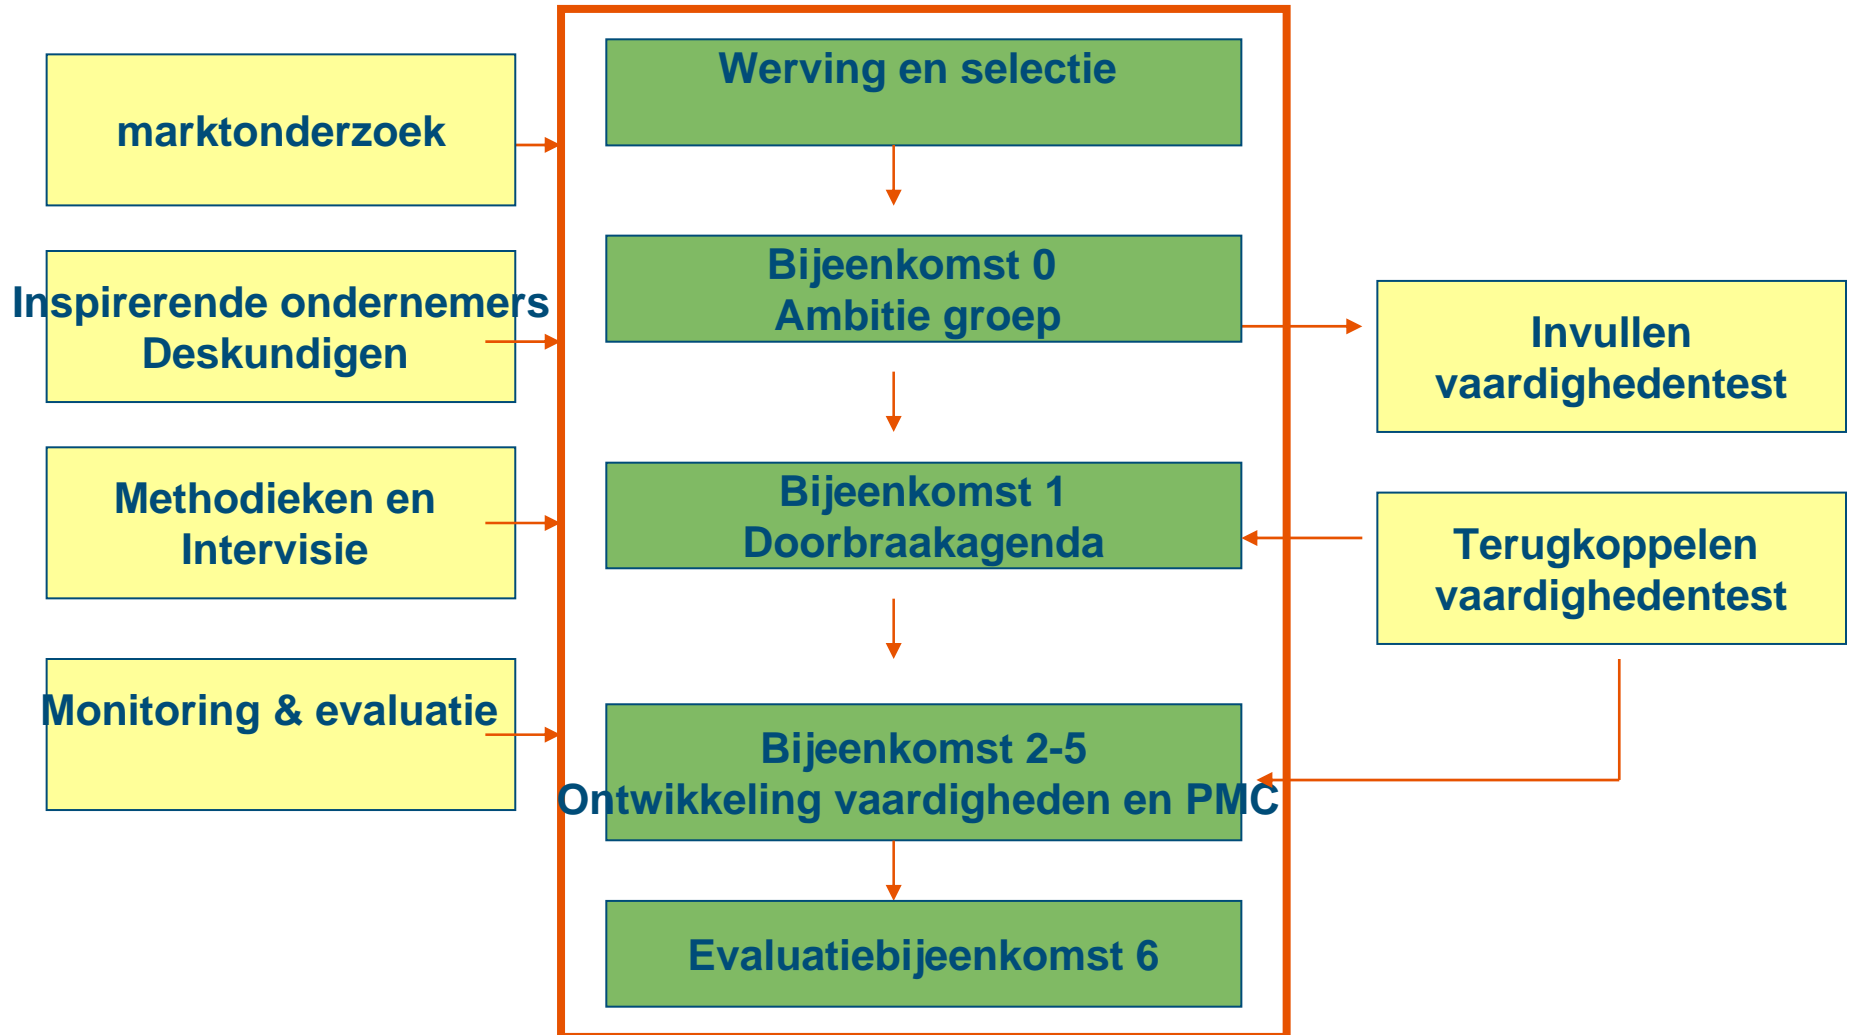 marktonderzoek
Inspirerende ondernemers
Deskundigen
Methodieken en
Intervisie
Monitoring & evaluatie
Werving en selectie
Bijeenkomst 0
Ambitie groep
Bijeenkomst 1
Doorbraakagenda
Bijeenkomst 2-5
Ontwikkeling vaardigheden en PMC
Evaluatiebijeenkomst 6
Invullen
vaardighedentest
Terugkoppelen
vaardighedentest